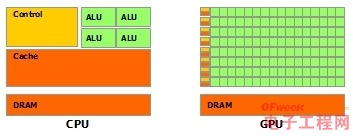 Control
ALU ALU
ALU ALU
Cache
DRAM
CPU
DRAM
GPU
OFweek
电子工程网